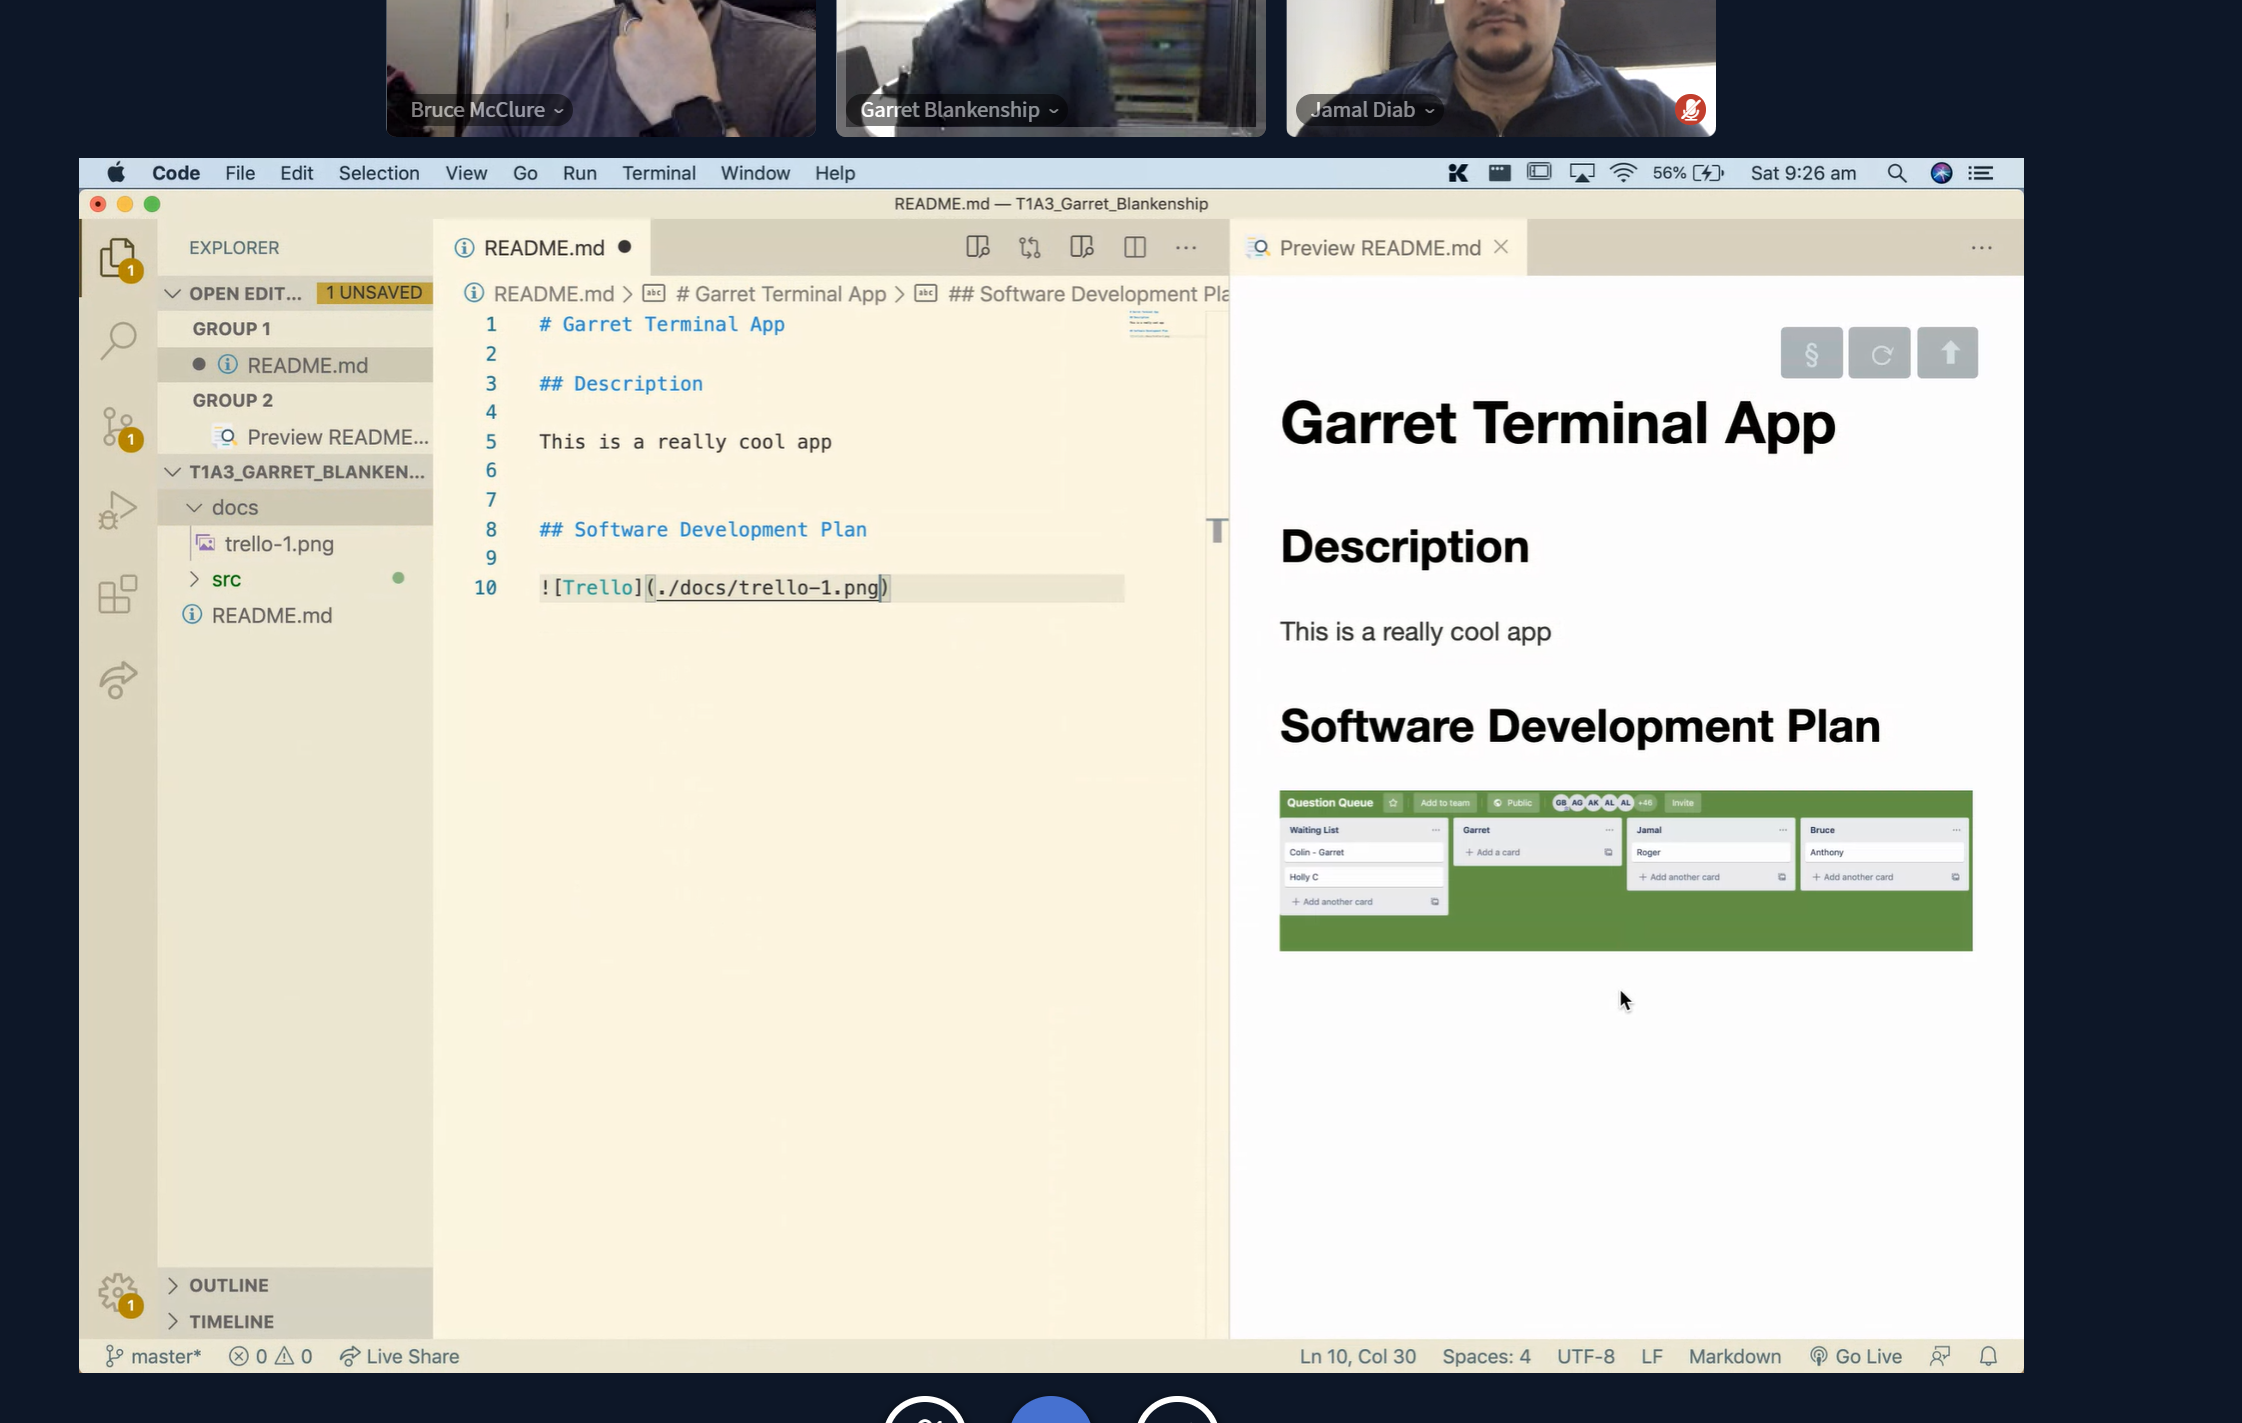 Bruce McClure
Garret Blankenship
Jamal Diab
Code File Edit Selection View Go Run Terminal Window Help
56% Sat 9:26 am
README.md — T1A3_Garret_Blankenship
EXPLORER
OPEN EDIT... 1 UNSAVED
GROUP 1
README.md
GROUP 2
Preview README...
T1A3_GARRET_BLANKEN...
docs
trello-1.png
src
README.md
OUTLINE
TIMELINE
1
1
1
README.md
README.md > # Garret Terminal App > ## Software Development Pla
1 # Garret Terminal App
2
3 ## Description
4
5 This is a really cool app
6
7
8 ## Software Development Plan
9
10 ![Trello](./docs/trello-1.png)
Preview README.md
§
Garret Terminal App
Description
This is a really cool app
Software Development Plan
Question Queue Add to team Public GB AG AK AL AL +46 Invite
Waiting List
Colin - Garret
Holly C
+ Add another card
Garret
+ Add a card
Jamal
Roger
+ Add another card
Bruce
Anthony
+ Add another card
master* 0 0 Live Share
Ln 10, Col 30 Spaces: 4 UTF-8 LF Markdown Go Live